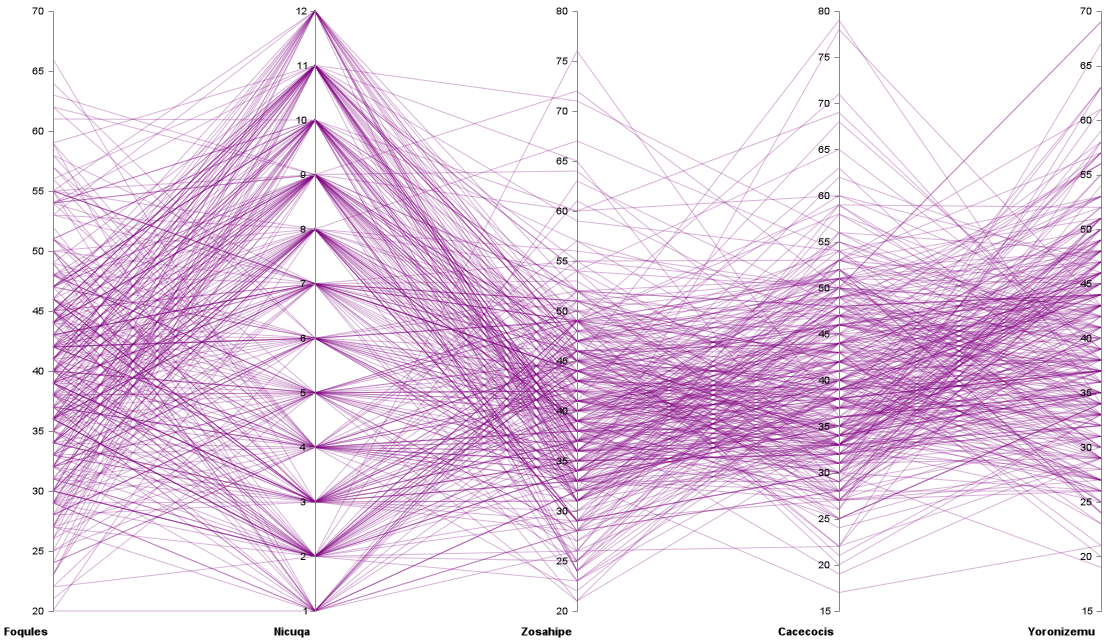 70 12 80 80 70
65 11 75 75 65
60 10 70 70 60
55 9 65 65 55
50 8 60 60 50
45 7 55 55 45
40 6 50 50 40
35 5 45 45 35
30 4 40 40 30
25 3 35 35 25
20 2 30 30 20
1 25 25 15
20 20
15
Foqules Nicuqa Zosahipe Cacecocis Yoronizemu